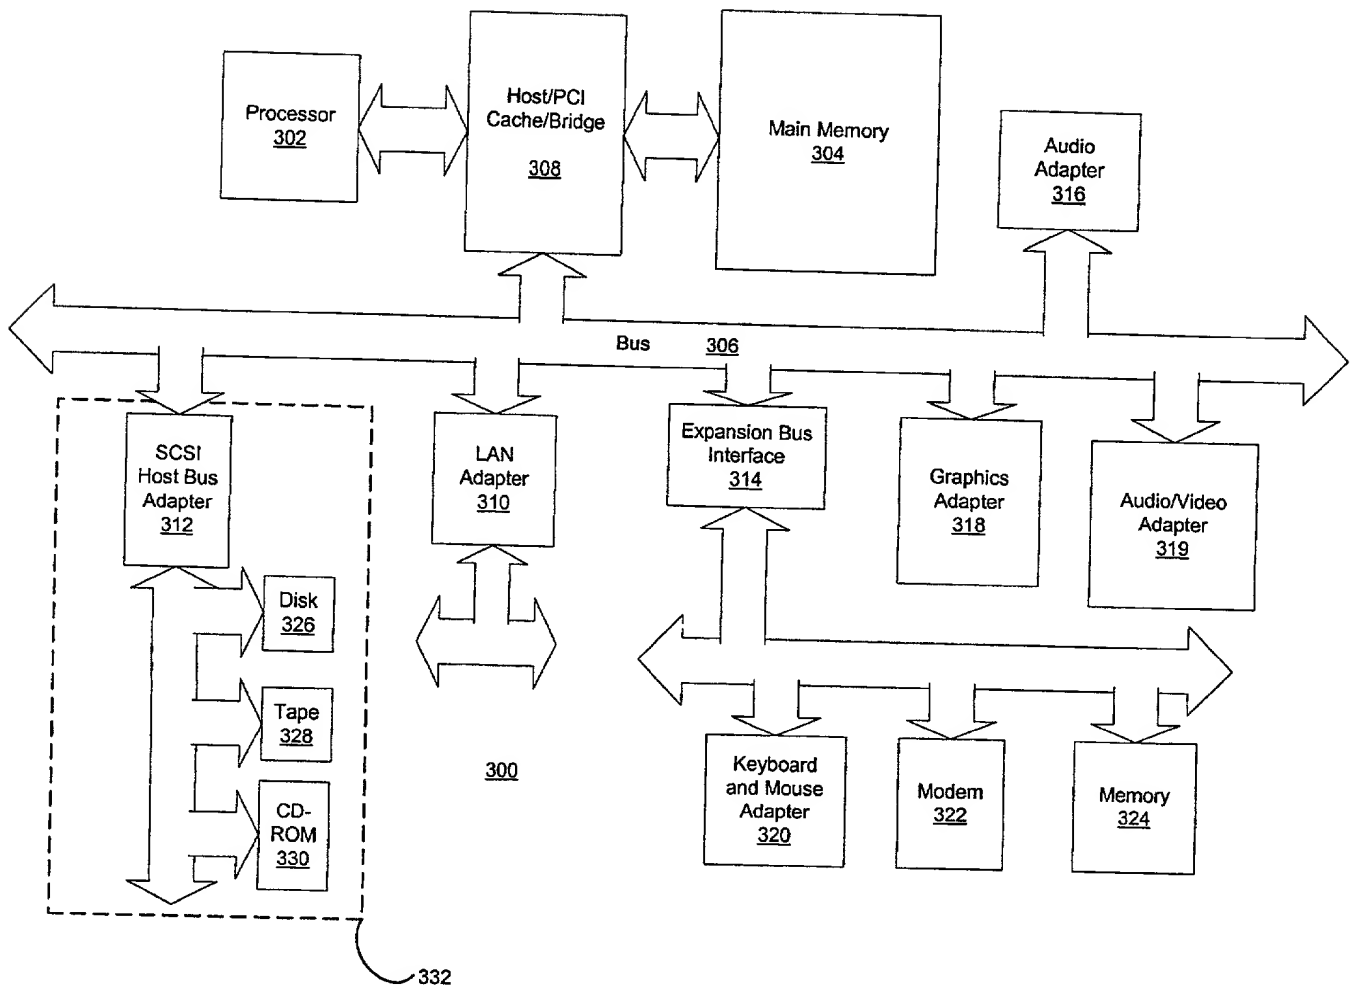 Processor
302
Host/PCI
Cache/Bridge
308
Main Memory
304
Audio
Adapter
316
Bus 306
SCSI
Host Bus
Adapter
312
LAN
Adapter
310
Expansion Bus
Interface
314
Graphics
Adapter
318
Audio/Video
Adapter
319
Disk
326
Tape
328
CD-
ROM
330
300
Keyboard
and Mouse
Adapter
320
Modem
322
Memory
324
332